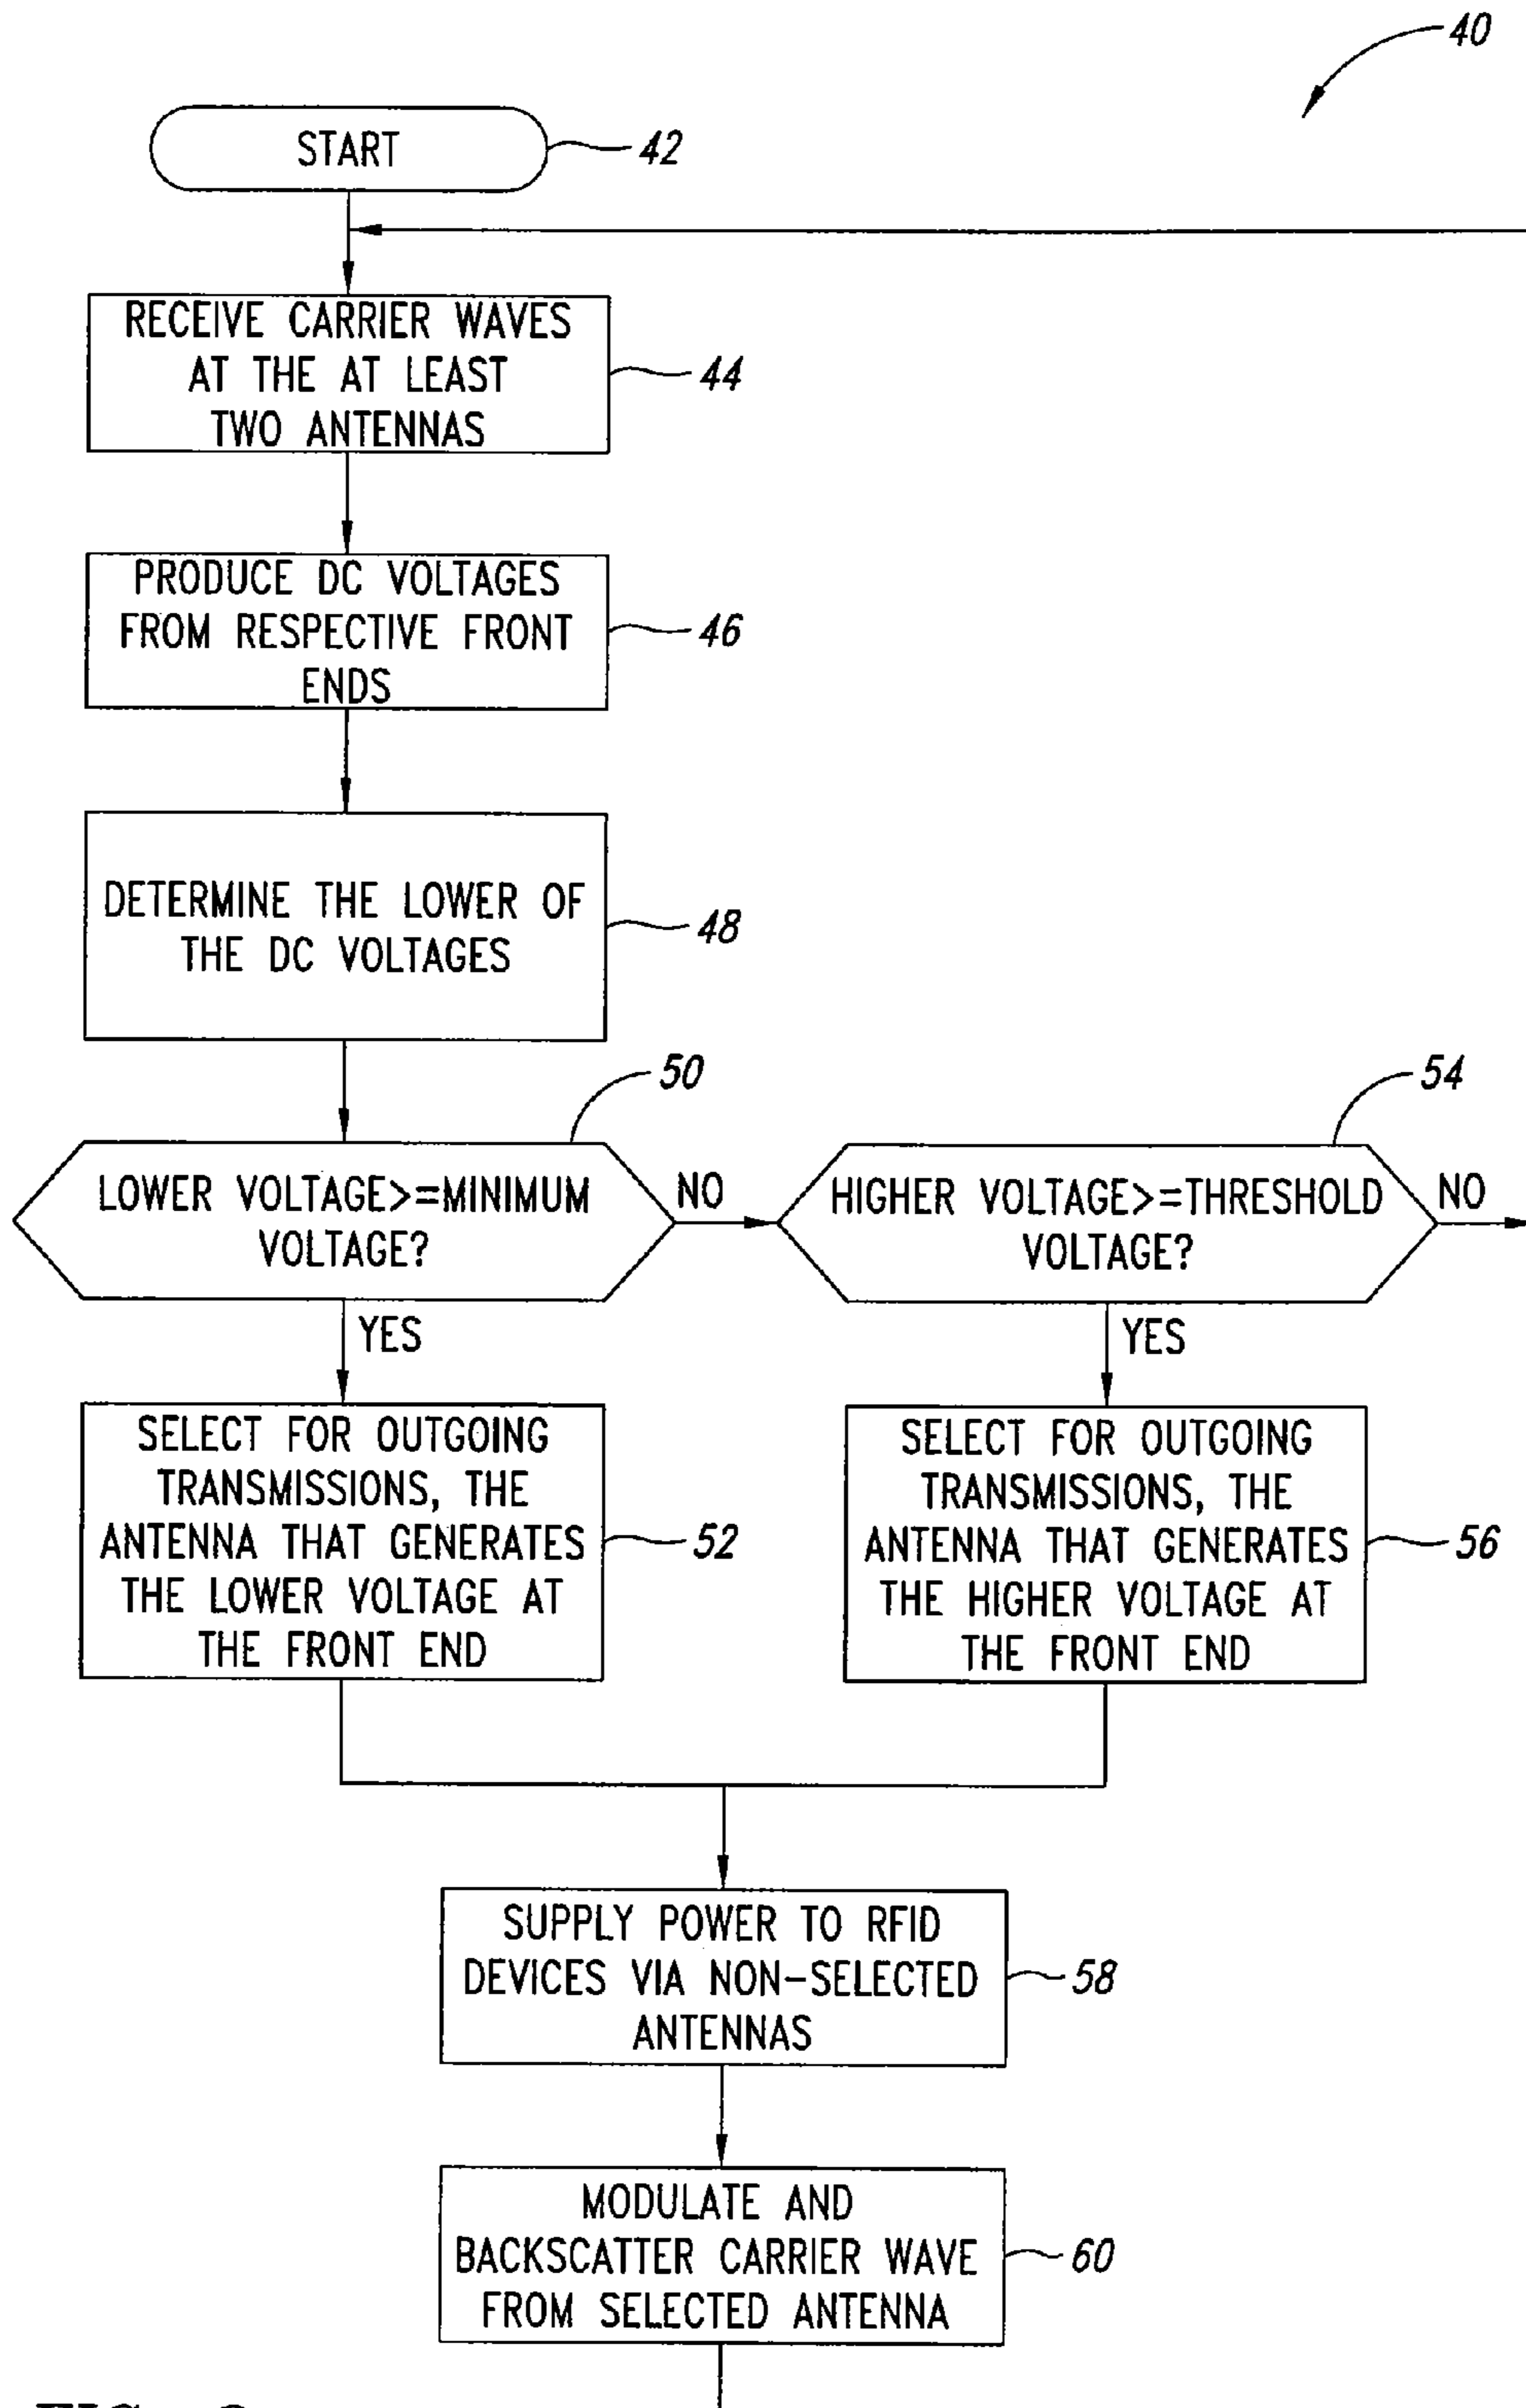 40
START
42
RECEIVE CARRIER WAVES
AT THE AT LEAST
TWO ANTENNAS
44
PRODUCE DC VOLTAGES
FROM RESPECTIVE FRONT
ENDS
46
DETERMINE THE LOWER OF
THE DC VOLTAGES
48
50
LOWER VOLTAGE>=MINIMUM
VOLTAGE?
NO
YES
54
HIGHER VOLTAGE>=THRESHOLD
VOLTAGE?
NO
YES
SELECT FOR OUTGOING
TRANSMISSIONS, THE
ANTENNA THAT GENERATES
THE LOWER VOLTAGE AT
THE FRONT END
52
SELECT FOR OUTGOING
TRANSMISSIONS, THE
ANTENNA THAT GENERATES
THE HIGHER VOLTAGE AT
THE FRONT END
56
SUPPLY POWER TO RFID
DEVICES VIA NON-SELECTED
ANTENNAS
58
MODULATE AND
BACKSCATTER CARRIER WAVE
FROM SELECTED ANTENNA
60